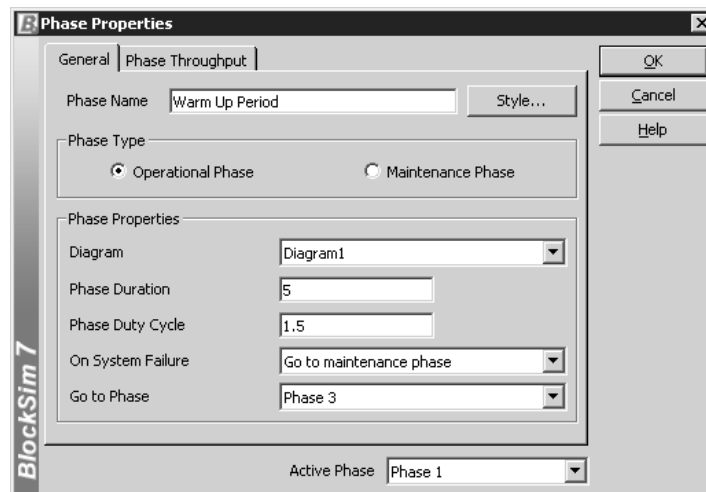 Phase Properties
General
Phase Throughput
OK
Cancel
Help
Phase Name
Warm Up Period
Style...
Phase Type
Operational Phase
Maintenance Phase
Phase Properties
Diagram
Diagram1
Phase Duration
5
Phase Duty Cycle
1.5
On System Failure
Go to maintenance phase
Go to Phase
Phase 3
Active Phase
Phase 1
BlockSim 7